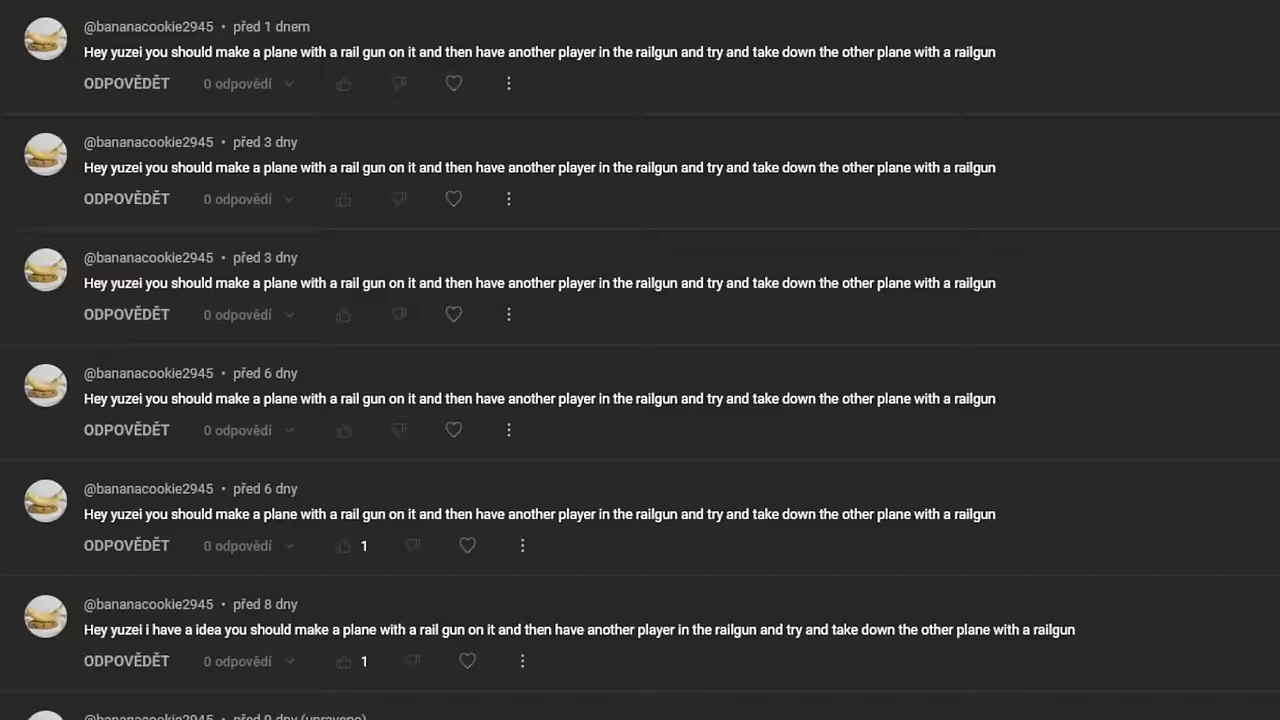 @bananacookie2945 • před 1 dnem
Hey yuzei you should make a plane with a rail gun on it and then have another player in the railgun and try and take down the other plane with a railgun
ODPOVĚDĚT 0 odpovědí
@bananacookie2945 • před 3 dny
Hey yuzei you should make a plane with a rail gun on it and then have another player in the railgun and try and take down the other plane with a railgun
ODPOVĚDĚT 0 odpovědí
@bananacookie2945 • před 3 dny
Hey yuzei you should make a plane with a rail gun on it and then have another player in the railgun and try and take down the other plane with a railgun
ODPOVĚDĚT 0 odpovědí
@bananacookie2945 • před 6 dny
Hey yuzei you should make a plane with a rail gun on it and then have another player in the railgun and try and take down the other plane with a railgun
ODPOVĚDĚT 0 odpovědí
@bananacookie2945 • před 6 dny
Hey yuzei you should make a plane with a rail gun on it and then have another player in the railgun and try and take down the other plane with a railgun
ODPOVĚDĚT 0 odpovědí 1
@bananacookie2945 • před 8 dny
Hey yuzei i have a idea you should make a plane with a rail gun on it and then have another player in the railgun and try and take down the other plane with a railgun
ODPOVĚDĚT 0 odpovědí 1
@bananacookie2945 • před 9 dny (upraveno)